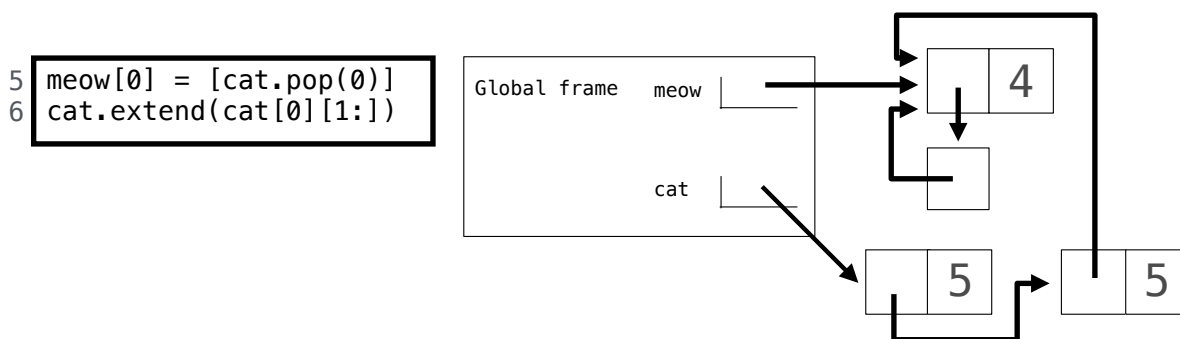 5 meow[0] = [cat.pop(0)]
6 cat.extend(cat[0][1:])
Global frame meow
4
cat
5 5